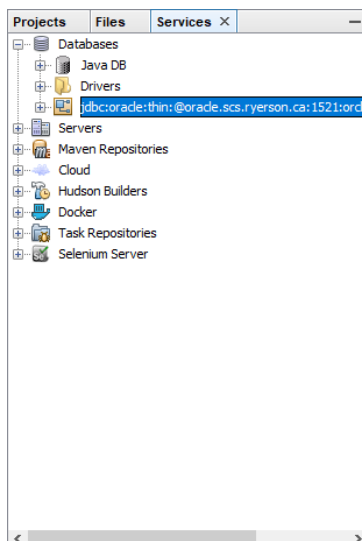 Projects Files Services
Databases
Java DB
Drivers
jdbc:oracle:thin:@oracle.scs.ryerson.ca:1521:orcl
Servers
Maven Repositories
Cloud
Hudson Builders
Docker
Task Repositories
Selenium Server